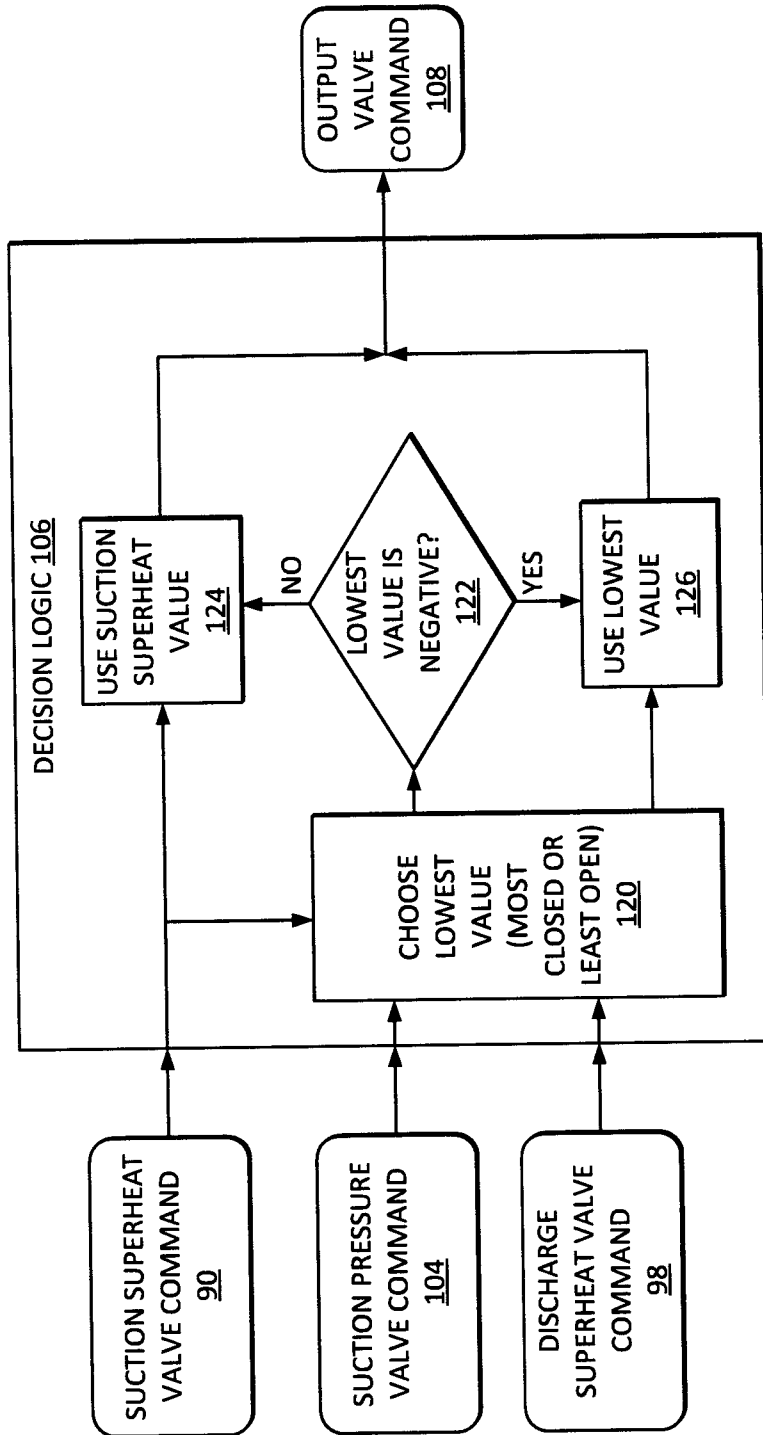 SUCTION SUPERHEAT
VALVE COMMAND
90
SUCTION PRESSURE
VALVE COMMAND
104
DISCHARGE
SUPERHEAT VALVE
COMMAND
98
DECISION LOGIC 106
CHOOSE
LOWEST
VALUE
(MOST
CLOSED OR
LEAST OPEN)
120
USE SUCTION
SUPERHEAT
VALUE
124
NO
LOWEST
VALUE IS
NEGATIVE?
122
YES
USE LOWEST
VALUE
126
OUTPUT
VALVE
COMMAND
108